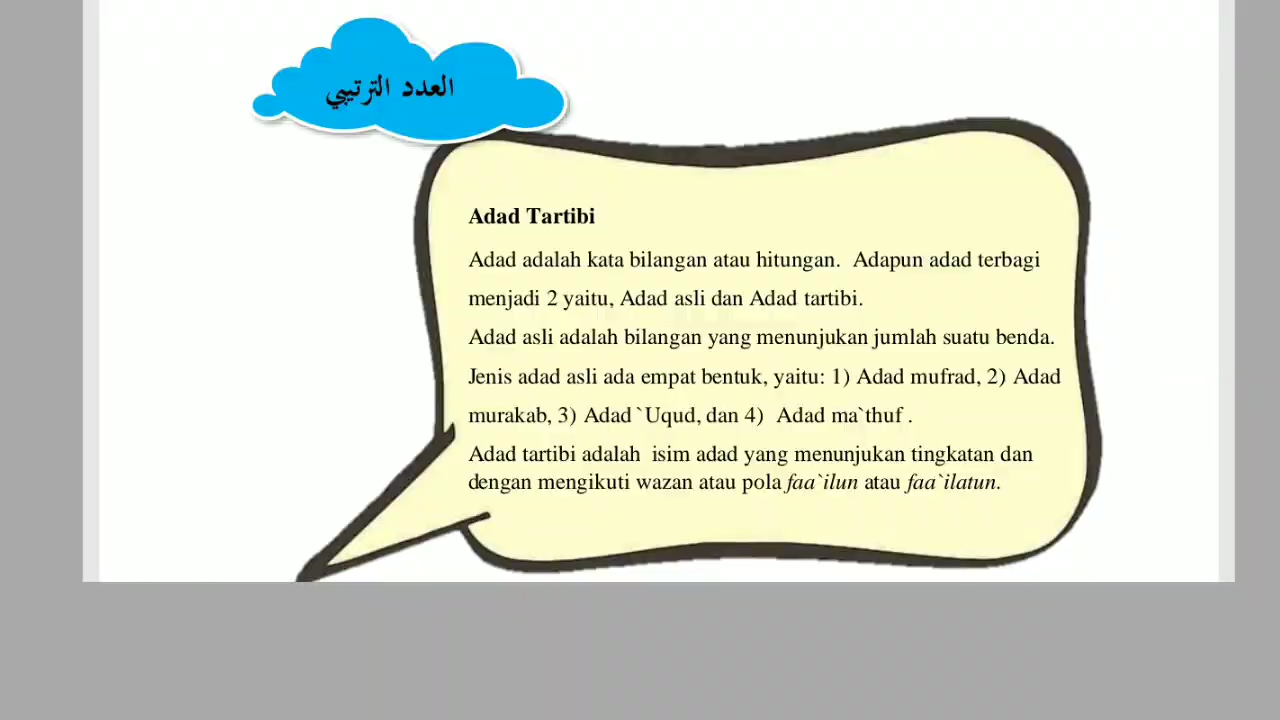 العدد الترتيبي
Adad Tartibi
Adad adalah kata bilangan atau hitungan.  Adapun adad terbagi
menjadi 2 yaitu, Adad asli dan Adad tartibi.
Adad asli adalah bilangan yang menunjukan jumlah suatu benda.
Jenis adad asli ada empat bentuk, yaitu: 1) Adad mufrad, 2) Adad
murakab, 3) Adad `Uqud, dan 4)  Adad ma`thuf .
Adad tartibi adalah  isim adad yang menunjukan tingkatan dan
dengan mengikuti wazan atau pola faa`ilun atau faa`ilatun.